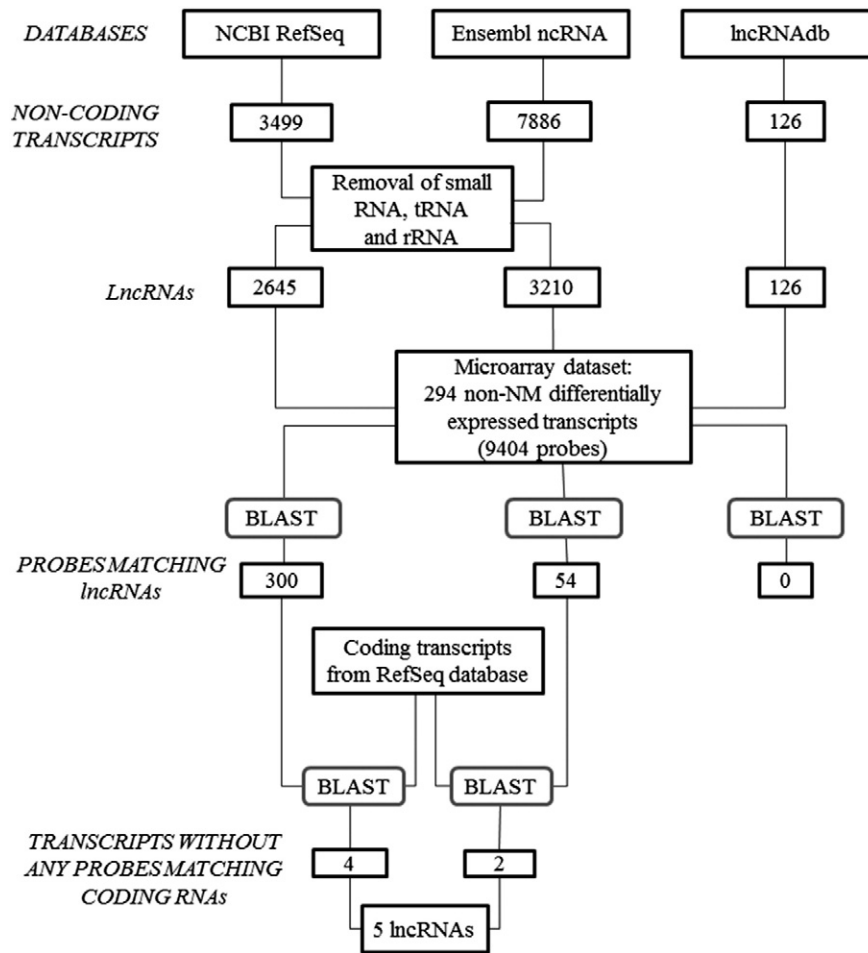 DATABASES
NCBI RefSeq
Ensembl ncRNA
lncRNAdb
NON-CODING
TRANSCRIPTS
3499
7886
126
Removal of small
RNA, tRNA
and rRNA
LncRNAs
2645
3210
126
Microarray dataset:
294 non-NM differentially
expressed transcripts
(9404 probes)
BLAST
BLAST
BLAST
PROBES MATCHING
lncRNAs
300
54
0
Coding transcripts
from RefSeq database
BLAST
BLAST
TRANSCRIPTS WITHOUT
ANY PROBES MATCHING
CODING RNAs
4
2
5 lncRNAs